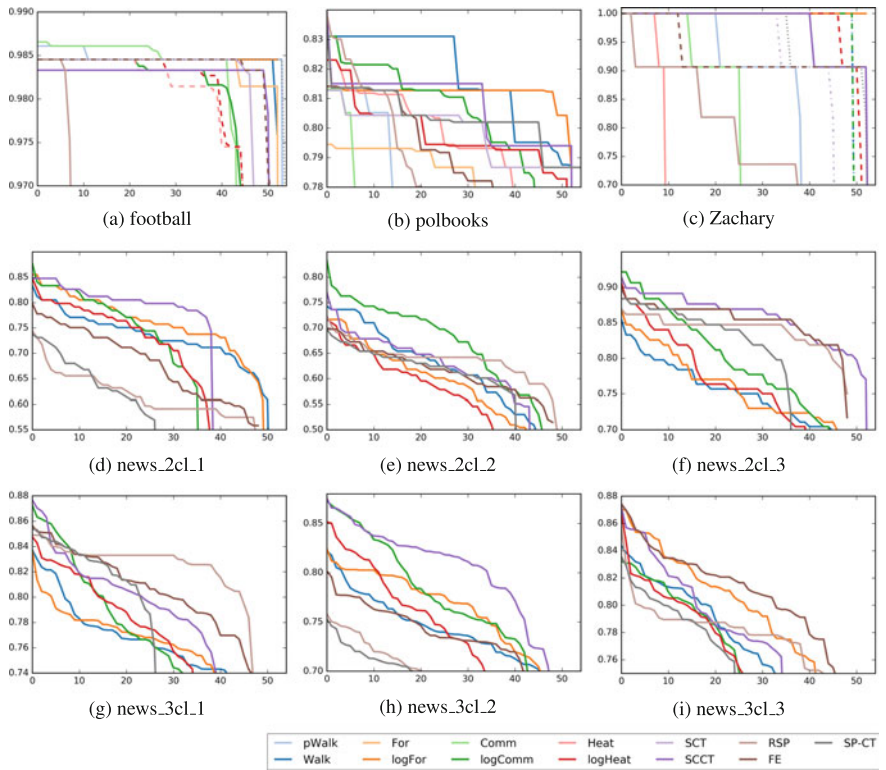 0.990
0.985
0.980
0.975
0.970
0 10 20 30 40 50
(a) football
0.83
0.82
0.81
0.80
0.79
0.78
0 10 20 30 40 50
(b) polbooks
1.00
0.95
0.90
0.85
0.80
0.75
0.70
0 10 20 30 40 50
(c) Zachary
0.85
0.80
0.75
0.70
0.65
0.60
0.55
0 10 20 30 40 50
(d) news_2cl_1
0.80
0.75
0.70
0.65
0.60
0.55
0.50
0 10 20 30 40 50
(e) news_2cl_2
0.90
0.85
0.80
0.75
0.70
0 10 20 30 40 50
(f) news_2cl_3
0.88
0.86
0.84
0.82
0.80
0.78
0.76
0.74
0 10 20 30 40 50
(g) news_3cl_1
0.85
0.80
0.75
0.70
0 10 20 30 40 50
(h) news_3cl_2
0.88
0.86
0.84
0.82
0.80
0.78
0.76
0 10 20 30 40 50
(i) news_3cl_3
pWalk For Comm Heat SCT RSP SP-CT
Walk logFor logComm logHeat SCCT FE